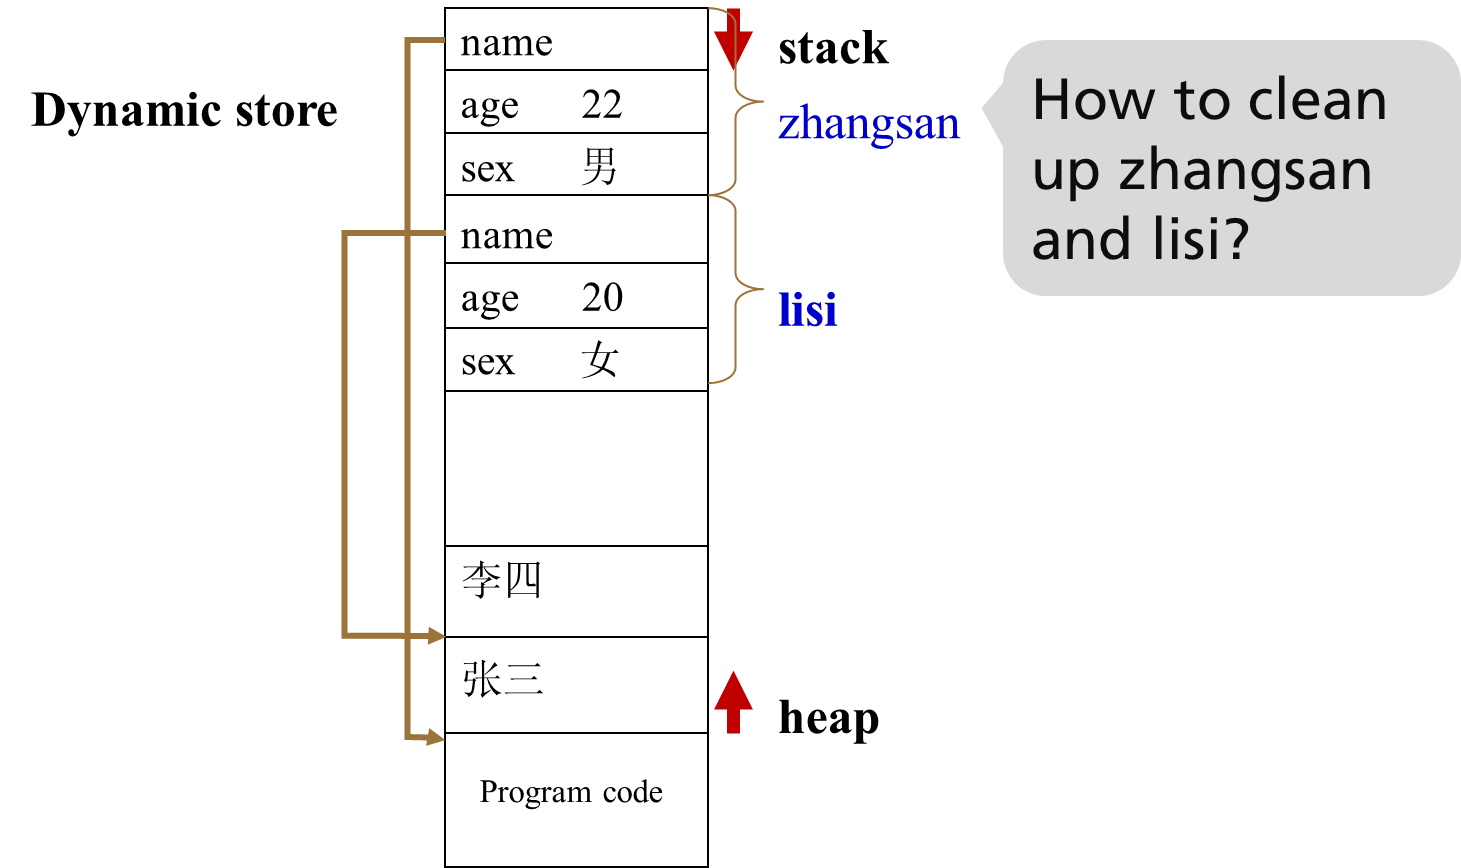 Dynamic store
name
age 22
sex 男
name
age 20
sex 女
李四
张三
Program code
stack
zhangsan
lisi
heap
How to clean
up zhangsan
and lisi?